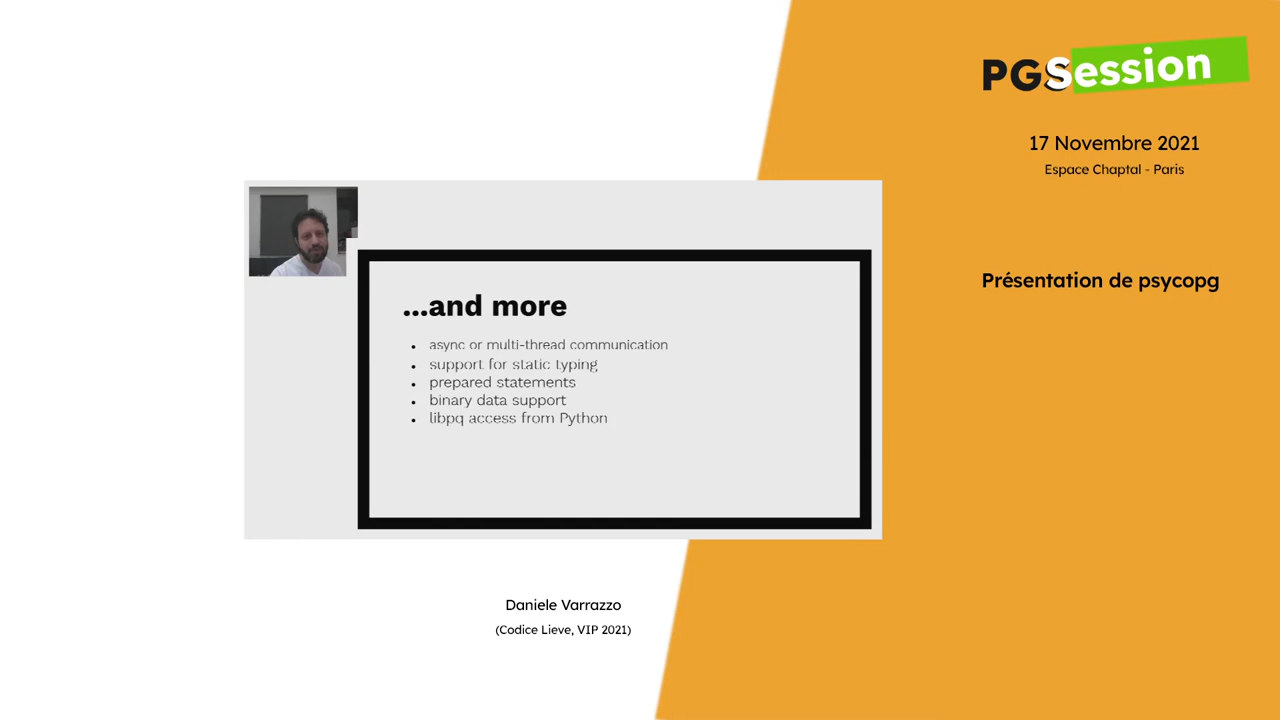 PGSession
17 Novembre 2021
Espace Chaptal - Paris
Présentation de psycopg
...and more
• async or multi-thread communication
• support for static typing
• prepared statements
• binary data support
• libpq access from Python
Daniele Varrazzo
(Codice Lieve, VIP 2021)